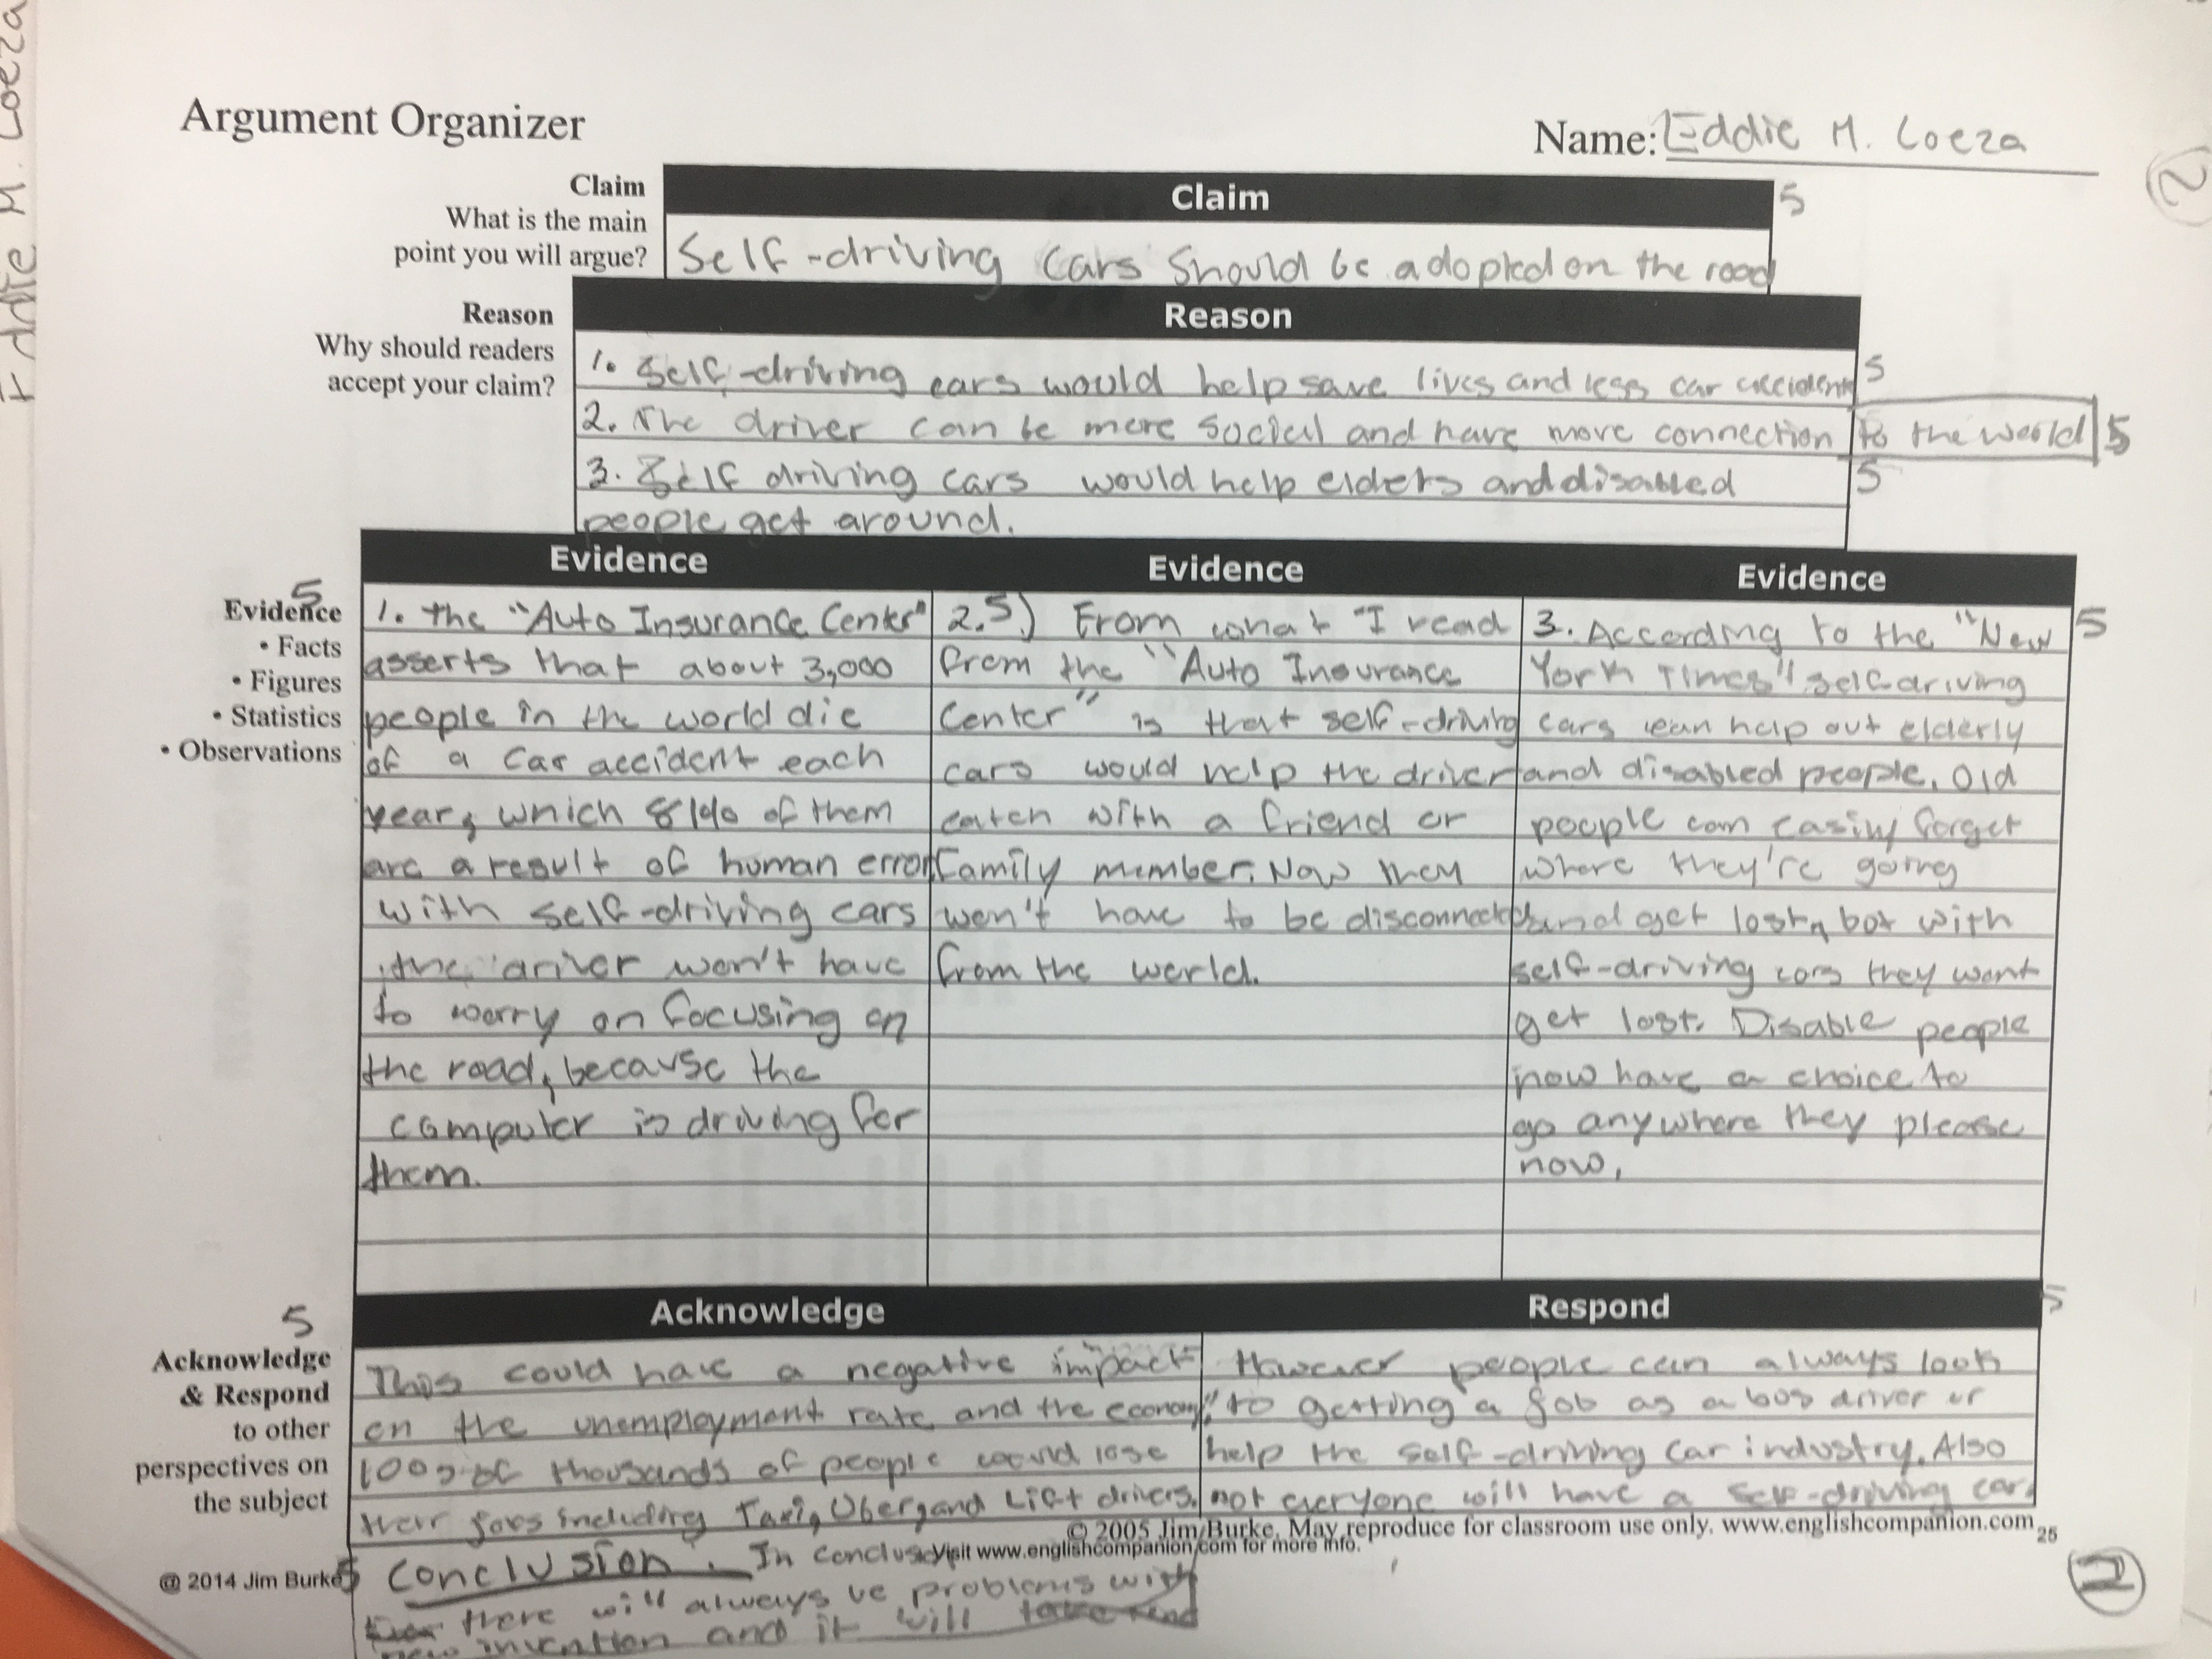 Eddie M. Loeza
Argument Organizer
Name: Eddie M. Loeza
2
Claim
What is the main
point you will argue?
Claim
5
Self-driving cars should be adopted on the road
Reason
Why should readers
accept your claim?
Reason
1. Self-driving cars would help save lives and less car accidents
5
2. The driver can be more social and have more connection to the world
5
3. Self driving cars would help elders and disabled
5
people get around.
Evidence
5
• Facts
• Figures
• Statistics
• Observations
Evidence
1. the "Auto Insurance Center"
asserts that about 3,000
people in the world die
of a car accident each
year, which 81% of them
are a result of human error,
with self-driving cars
the driver won't have
to worry on focusing on
the road, because the
computer is driving for
them.
Evidence
2.5) From what I read
from the "Auto Insurance
Center" is that self-driving
cars would help the driver
catch with a friend or
family member. Now them
won't have to be disconnected
from the world.
Evidence
5
3. According to the "New
York Times" self driving
cars can help out elderly
and disabled people. Old
people can easily forget
where they're going
and get lost, but with
self-driving cars they wont
get lost. Disable people
now have a choice to
go anywhere they please
now.
5
Acknowledge
& Respond
to other
perspectives on
the subject
Acknowledge
This could have a negative "impact
on the unemployment rate and the economy,"
100s of thousands of people would lose
their jobs including Taxi, Uber, and Lift drivers.
Respond
5
However people can always look
to getting a job as a bus driver or
help the self-driving car industry. Also
not everyone will have a self-driving car.
@ 2014 Jim Burke
Visit www.englishcompanion.com for more info.
© 2005 Jim Burke. May reproduce for classroom use only. www.englishcompanion.com
25
5 Conclusion: In conclusion
there will always be problems with
new invention and it will